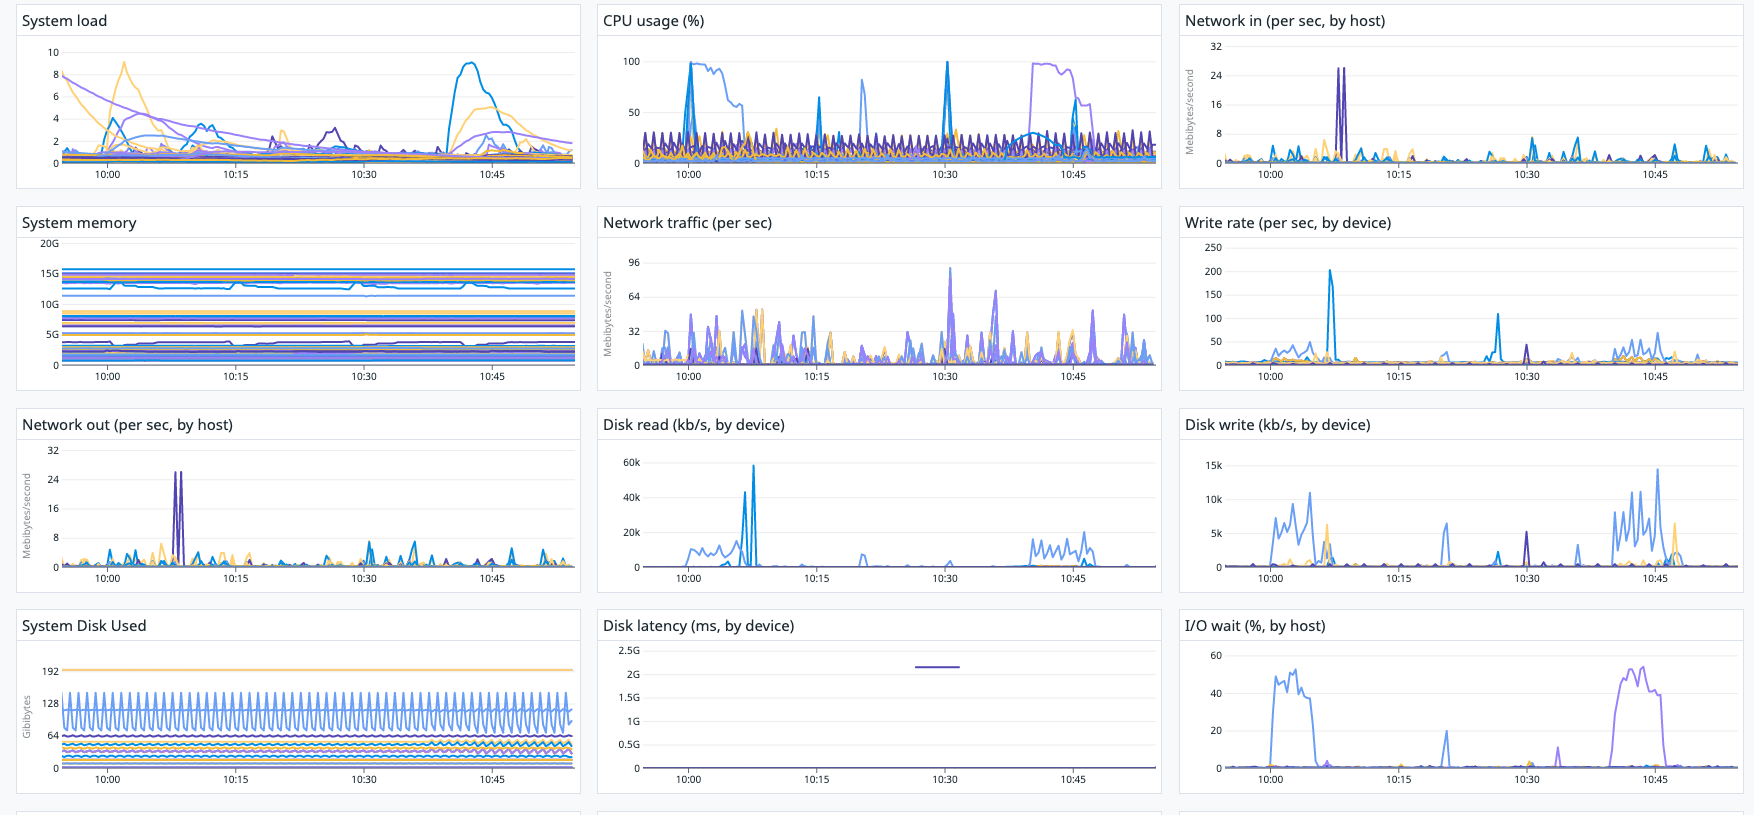 System load
10
8
6
4
2
0
10:00 10:15 10:30 10:45
CPU usage (%)
100
50
0
10:00 10:15 10:30 10:45
Network in (per sec, by host)
Mebibytes/second
32
24
16
8
0
10:00 10:15 10:30 10:45
System memory
20G
15G
10G
5G
0
10:00 10:15 10:30 10:45
Network traffic (per sec)
Mebibytes/second
96
64
32
0
10:00 10:15 10:30 10:45
Write rate (per sec, by device)
250
200
150
100
50
0
10:00 10:15 10:30 10:45
Network out (per sec, by host)
Mebibytes/second
32
24
16
8
0
10:00 10:15 10:30 10:45
Disk read (kb/s, by device)
60k
40k
20k
0
10:00 10:15 10:30 10:45
Disk write (kb/s, by device)
15k
10k
5k
0
10:00 10:15 10:30 10:45
System Disk Used
Gibibytes
192
128
64
0
10:00 10:15 10:30 10:45
Disk latency (ms, by device)
2.5G
2G
1.5G
1G
0.5G
0
10:00 10:15 10:30 10:45
I/O wait (%, by host)
60
40
20
0
10:00 10:15 10:30 10:45